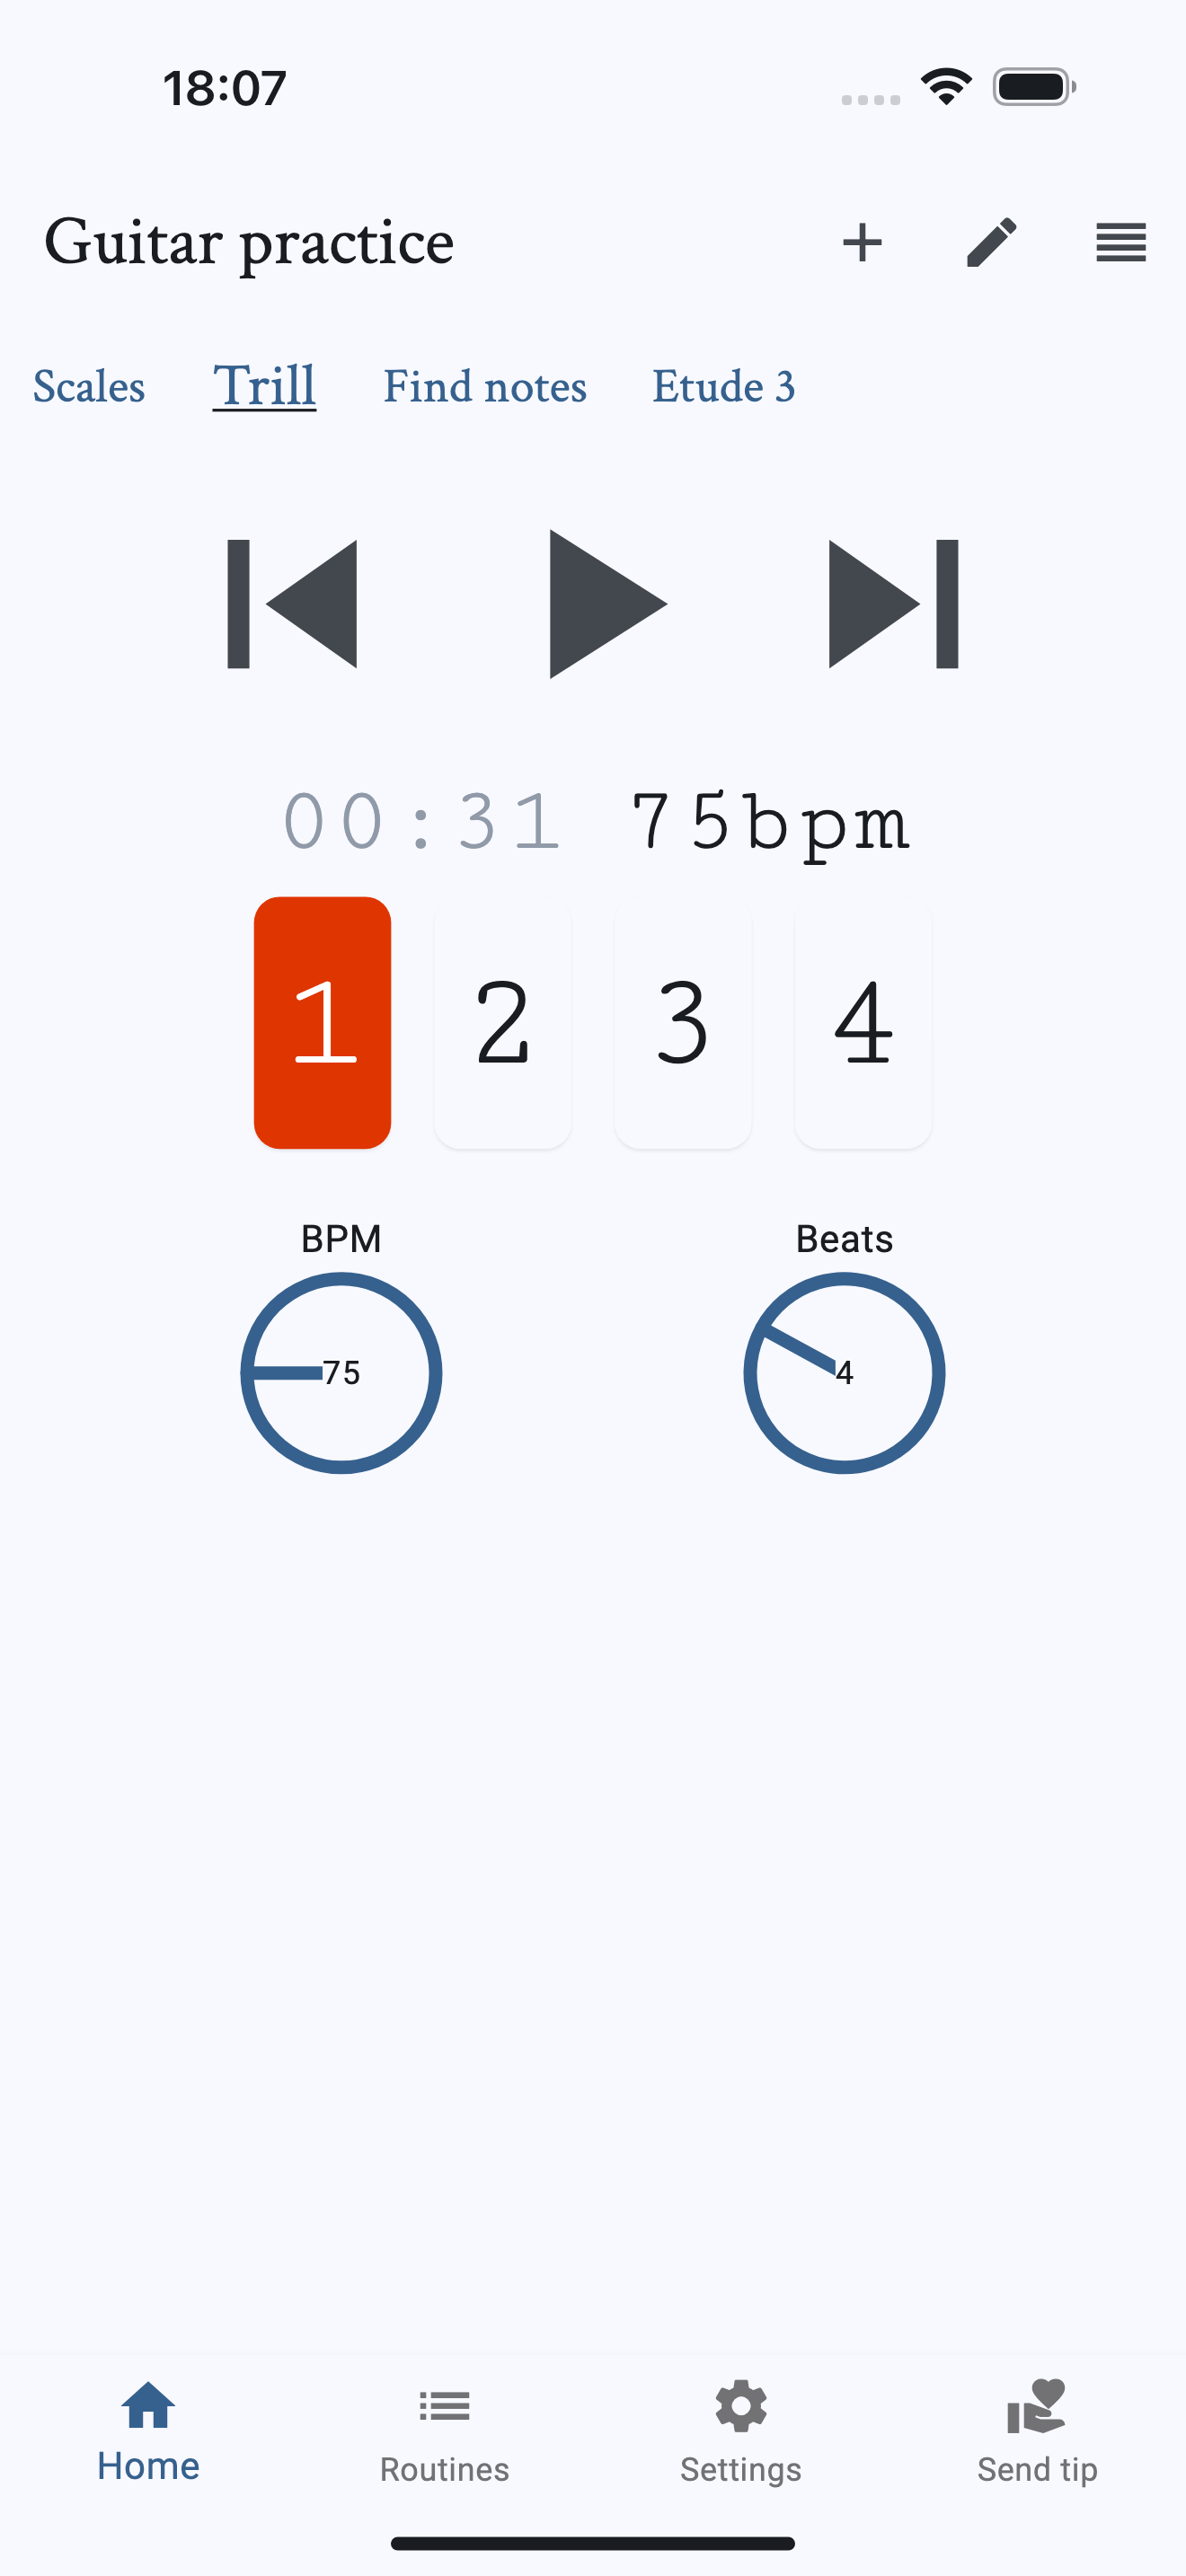 18:07
Guitar practice
Scales Trill Find notes Etude 3
00:31 75bpm
1 2 3 4
BPM Beats
75 4
Home Routines Settings Send tip